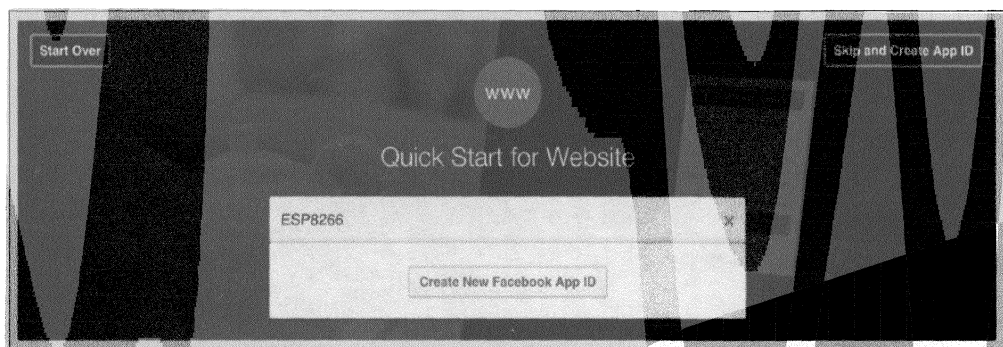 Start Over
Skip and Create App ID
www
Quick Start for Website
ESP8266
x
Create New Facebook App ID